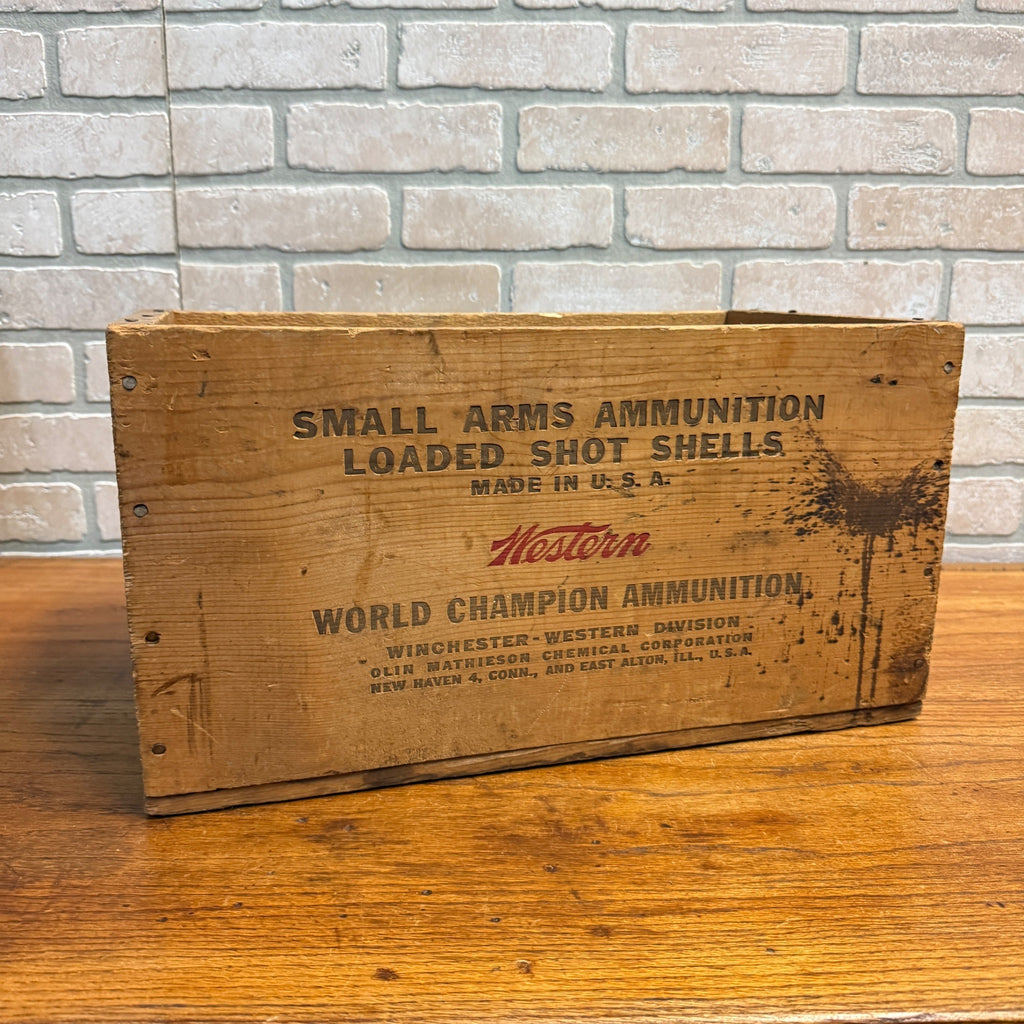 SMALL ARMS AMMUNITION
LOADED SHOT SHELLS
MADE IN U. S. A.
Western
WORLD CHAMPION AMMUNITION
WINCHESTER-WESTERN DIVISION
OLIN MATHIESON CHEMICAL CORPORATION
NEW HAVEN 4, CONN., AND EAST ALTON, ILL., U.S.A.